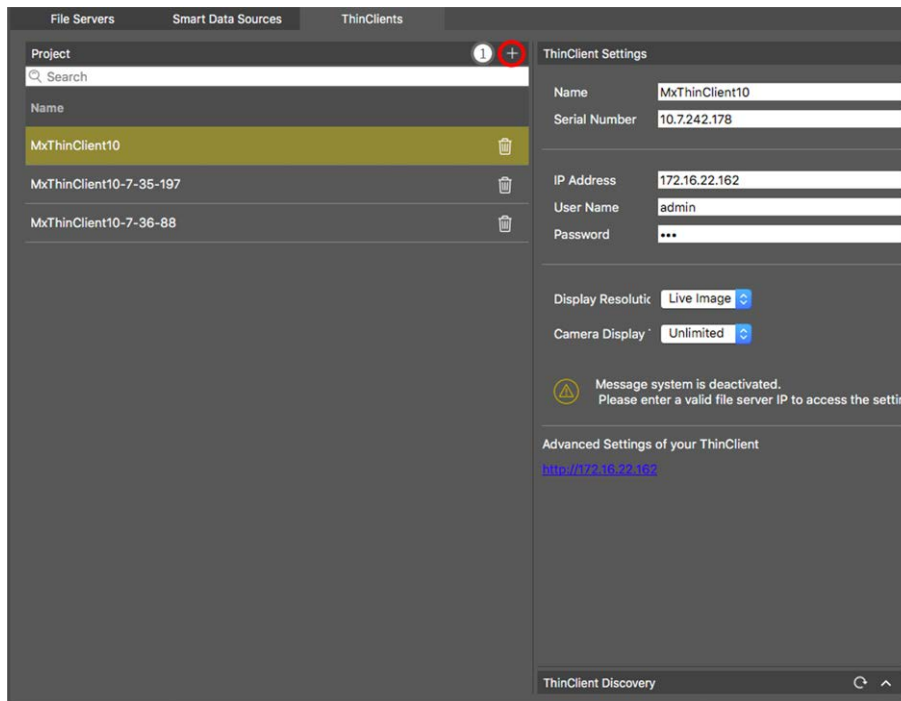 File Servers Smart Data Sources ThinClients
Project 1 +
Search
Name
MxThinClient10
MxThinClient10-7-35-197
MxThinClient10-7-36-88
ThinClient Settings
Name MxThinClient10
Serial Number 10.7.242.178
IP Address 172.16.22.162
User Name admin
Password •••
Display Resolutic Live Image
Camera Display Unlimited
Message system is deactivated.
Please enter a valid file server IP to access the settin
Advanced Settings of your ThinClient
http://172.16.22.162
ThinClient Discovery